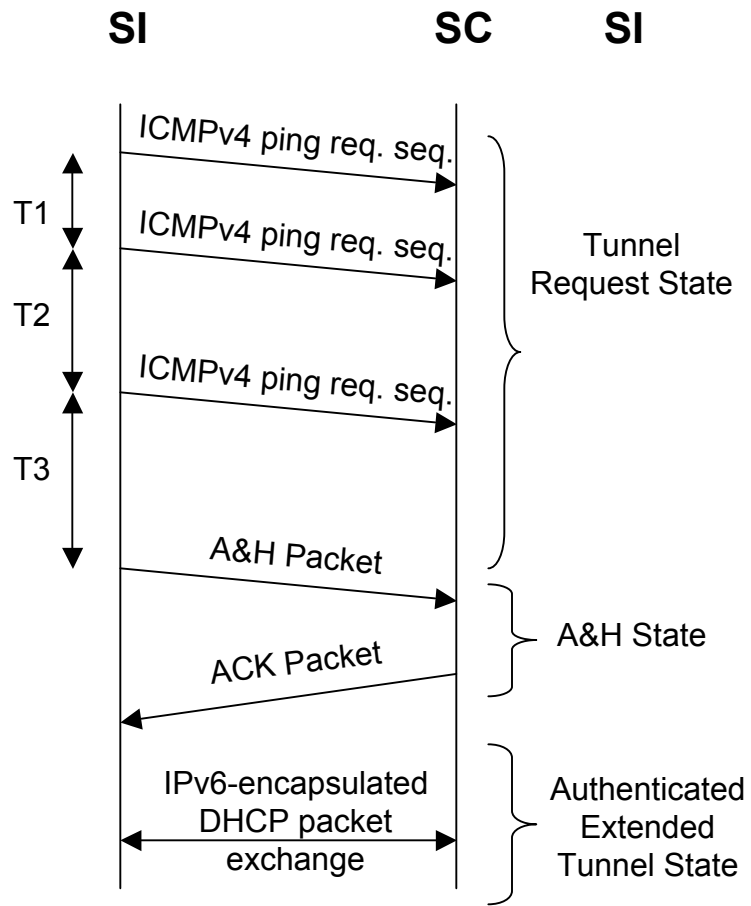 SI SC SI
ICMPv4 ping req. seq.
T1
ICMPv4 ping req. seq.
Tunnel
Request State
T2
ICMPv4 ping req. seq.
T3
A&H Packet
A&H State
ACK Packet
IPv6-encapsulated
DHCP packet
exchange
Authenticated
Extended
Tunnel State